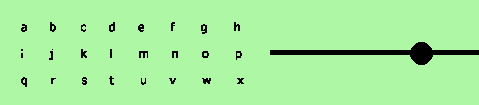 a b c d e f g h
i j k l m n o p
q r s t u v w x